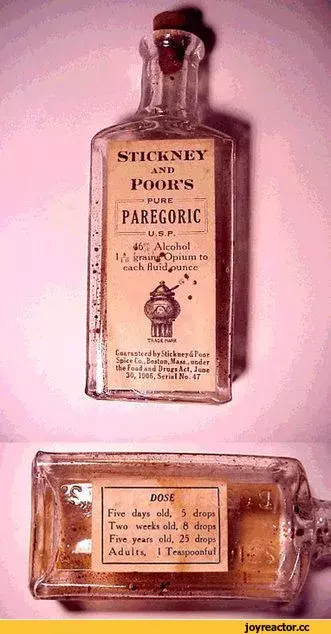 STICKNEY
AND
POOR'S
PURE
PAREGORIC
U.S.P.
46% Alcohol
grains Opium to
each fluid ounce
TRADE MARK
Guaranteed by Stickney & Poor
Spice Co., Boston, Mass., under
the Food and Drugs Act, June
30, 1906, Serial No. 47
DOSE
Five days old, 5 drops
Two weeks old, 8 drops
Five years old, 25 drops
Adults, 1 Teaspoonful
joyreactor.cc